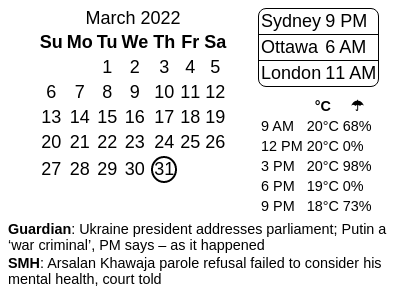 March 2022
Su Mo Tu We Th Fr Sa
1 2 3 4 5
6 7 8 9 10 11 12
13 14 15 16 17 18 19
20 21 22 23 24 25 26
27 28 29 30 31
Sydney 9 PM
Ottawa 6 AM
London 11 AM
°C ☂
9 AM 20°C 68%
12 PM 20°C 0%
3 PM 20°C 98%
6 PM 19°C 0%
9 PM 18°C 73%
Guardian: Ukraine president addresses parliament; Putin a
‘war criminal’, PM says – as it happened
SMH: Arsalan Khawaja parole refusal failed to consider his
mental health, court told